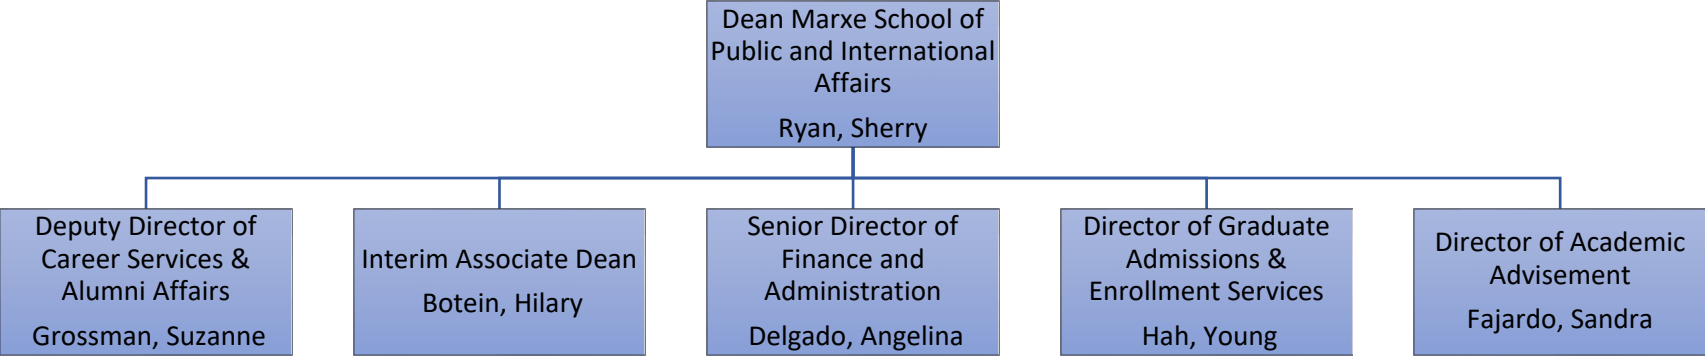 Dean Marxe School of
Public and International
Affairs
Ryan, Sherry
Deputy Director of
Career Services &
Alumni Affairs
Grossman, Suzanne
Interim Associate Dean
Botein, Hilary
Senior Director of
Finance and
Administration
Delgado, Angelina
Director of Graduate
Admissions &
Enrollment Services
Hah, Young
Director of Academic
Advisement
Fajardo, Sandra